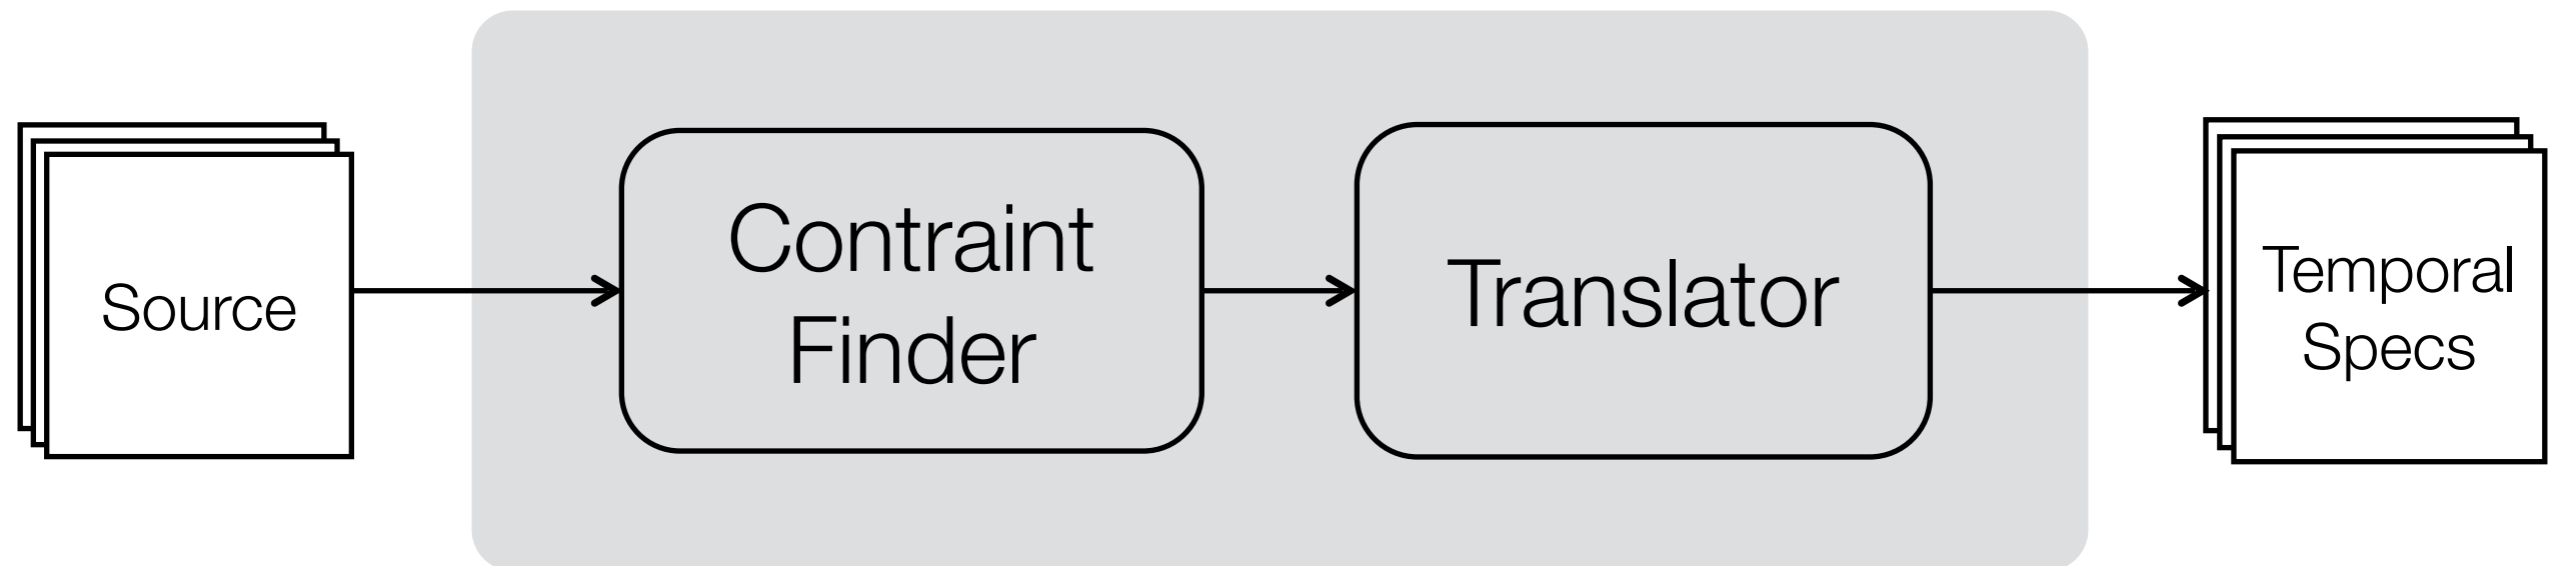 Source
Contraint
Finder
Translator
Temporal
Specs